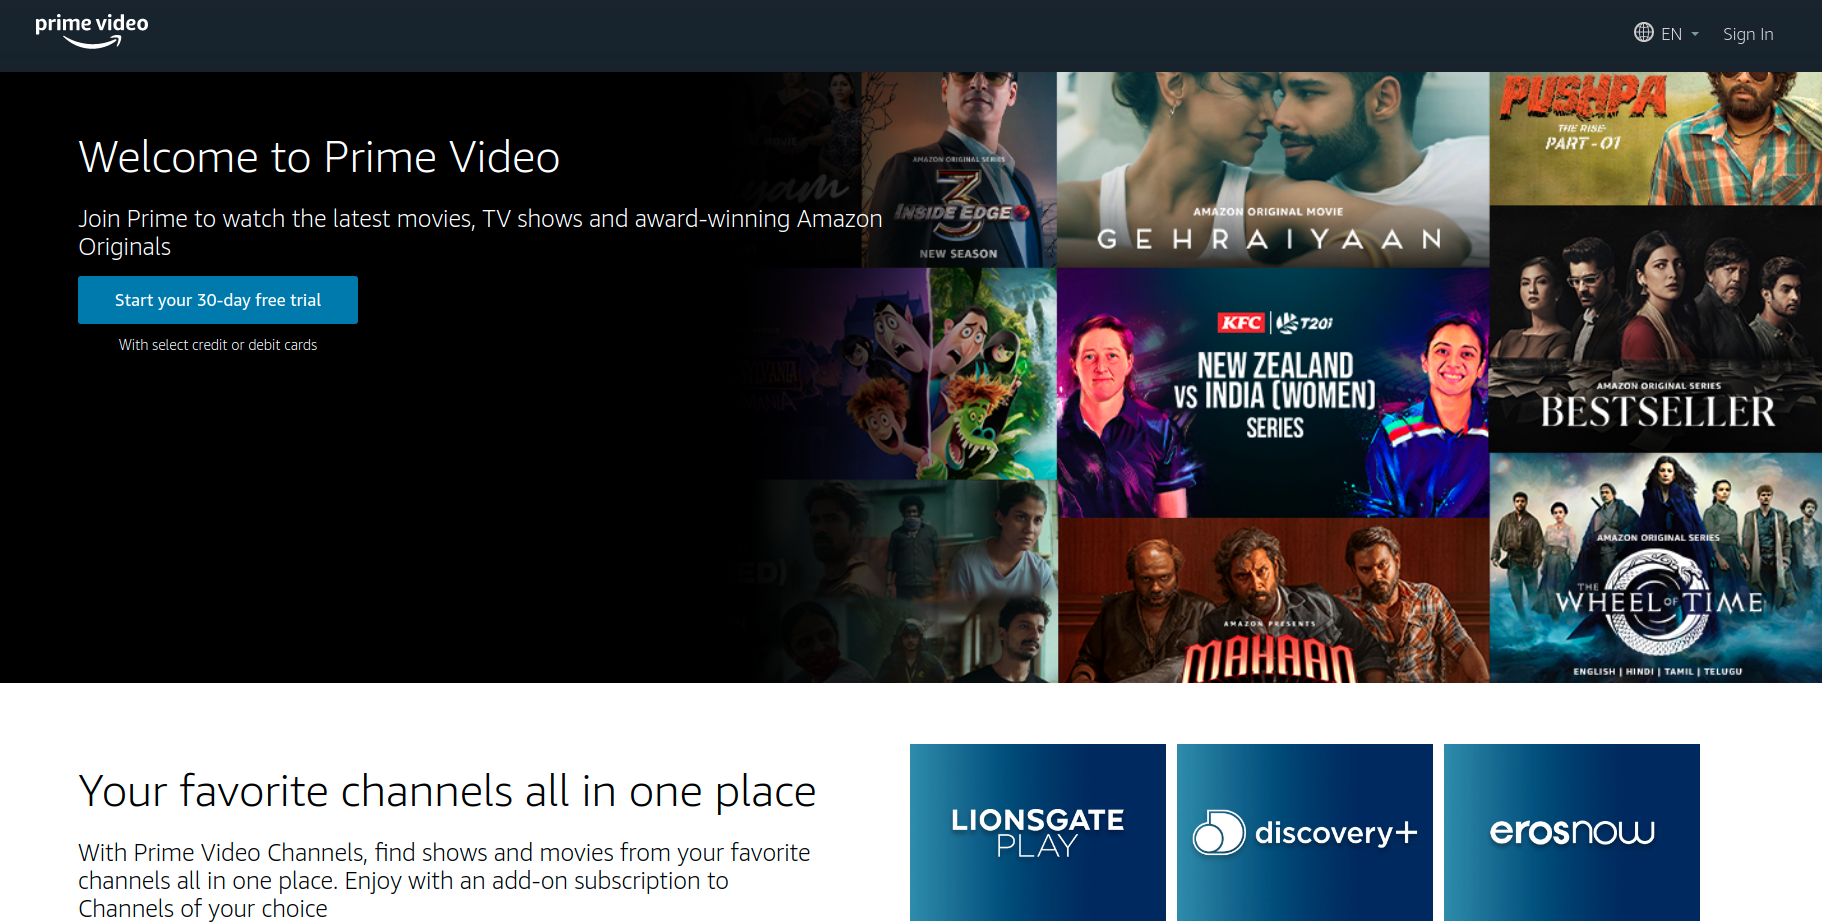 prime video
EN
Sign In
Welcome to Prime Video
Join Prime to watch the latest movies, TV shows and award-winning Amazon
Originals
Start your 30-day free trial
With select credit or debit cards
AMAZON ORIGINAL SERIES
3
INSIDE EDGE
NEW SEASON
AMAZON ORIGINAL MOVIE
GEHRAIYAAN
PUSHPA
THE RISE
PART - 01
KFC T20i
NEW ZEALAND
VS INDIA (WOMEN)
SERIES
AMAZON ORIGINAL SERIES
BESTSELLER
AMAZON PRESENTS
MAHAAN
AMAZON ORIGINAL SERIES
THE
WHEEL OF TIME
ENGLISH | HINDI | TAMIL | TELUGU
Your favorite channels all in one place
With Prime Video Channels, find shows and movies from your favorite
channels all in one place. Enjoy with an add-on subscription to
Channels of your choice
LIONSGATE
PLAY
discovery+
erosnow